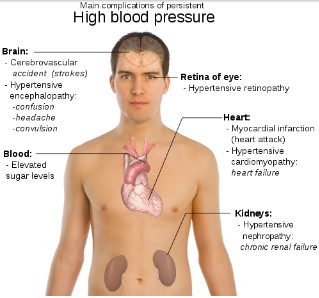 Main complications of persistent
High blood pressure
Brain:
- Cerebrovascular
accident (strokes)
- Hypertensive
encephalopathy:
-confusion
-headache
-convulsion
Retina of eye:
- Hypertensive retinopathy
Heart:
- Myocardial infarction
(heart attack)
- Hypertensive
cardiomyopathy:
heart failure
Blood:
- Elevated
sugar levels
Kidneys:
- Hypertensive
nephropathy:
chronic renal failure